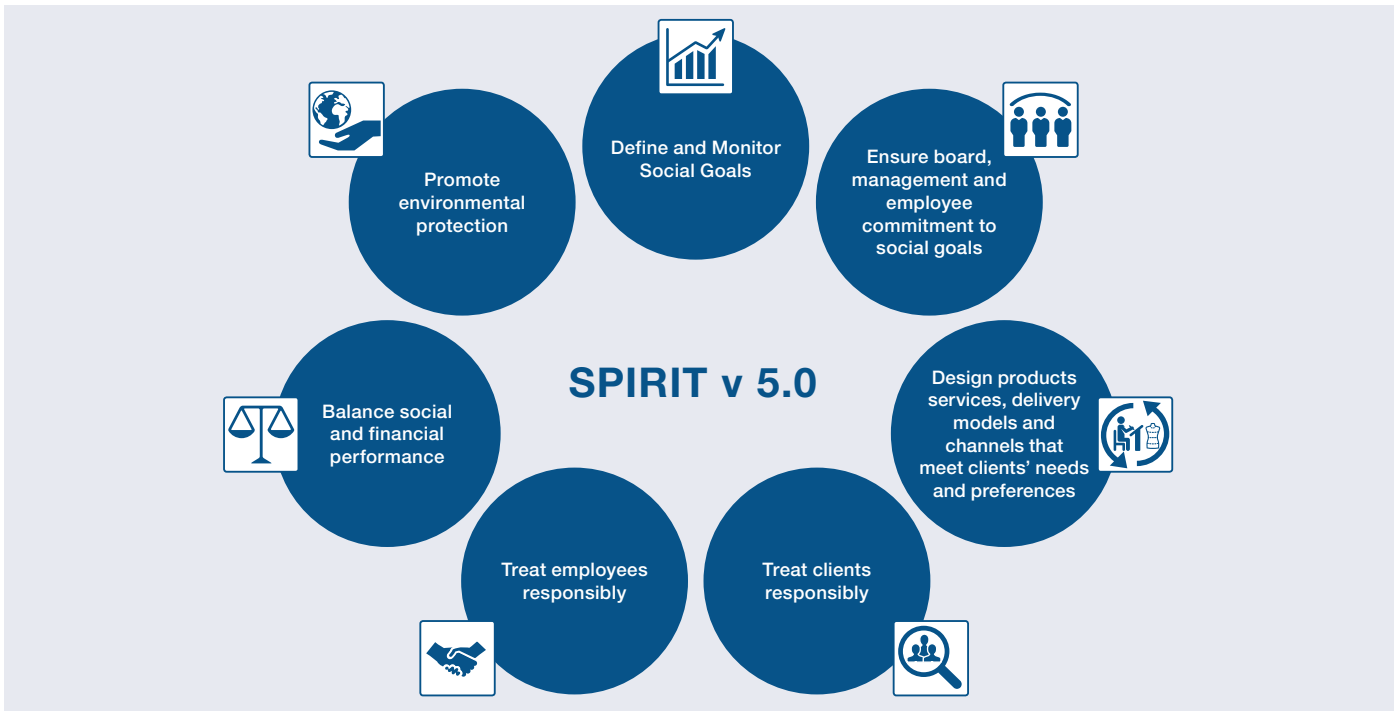 Define and Monitor
Social Goals
Ensure board,
management and
employee
commitment to
social goals
Design products
services, delivery
models and
channels that
meet clients’ needs
and preferences
Treat clients
responsibly
Treat employees
responsibly
Balance social
and financial
performance
Promote
environmental
protection
SPIRIT v 5.0